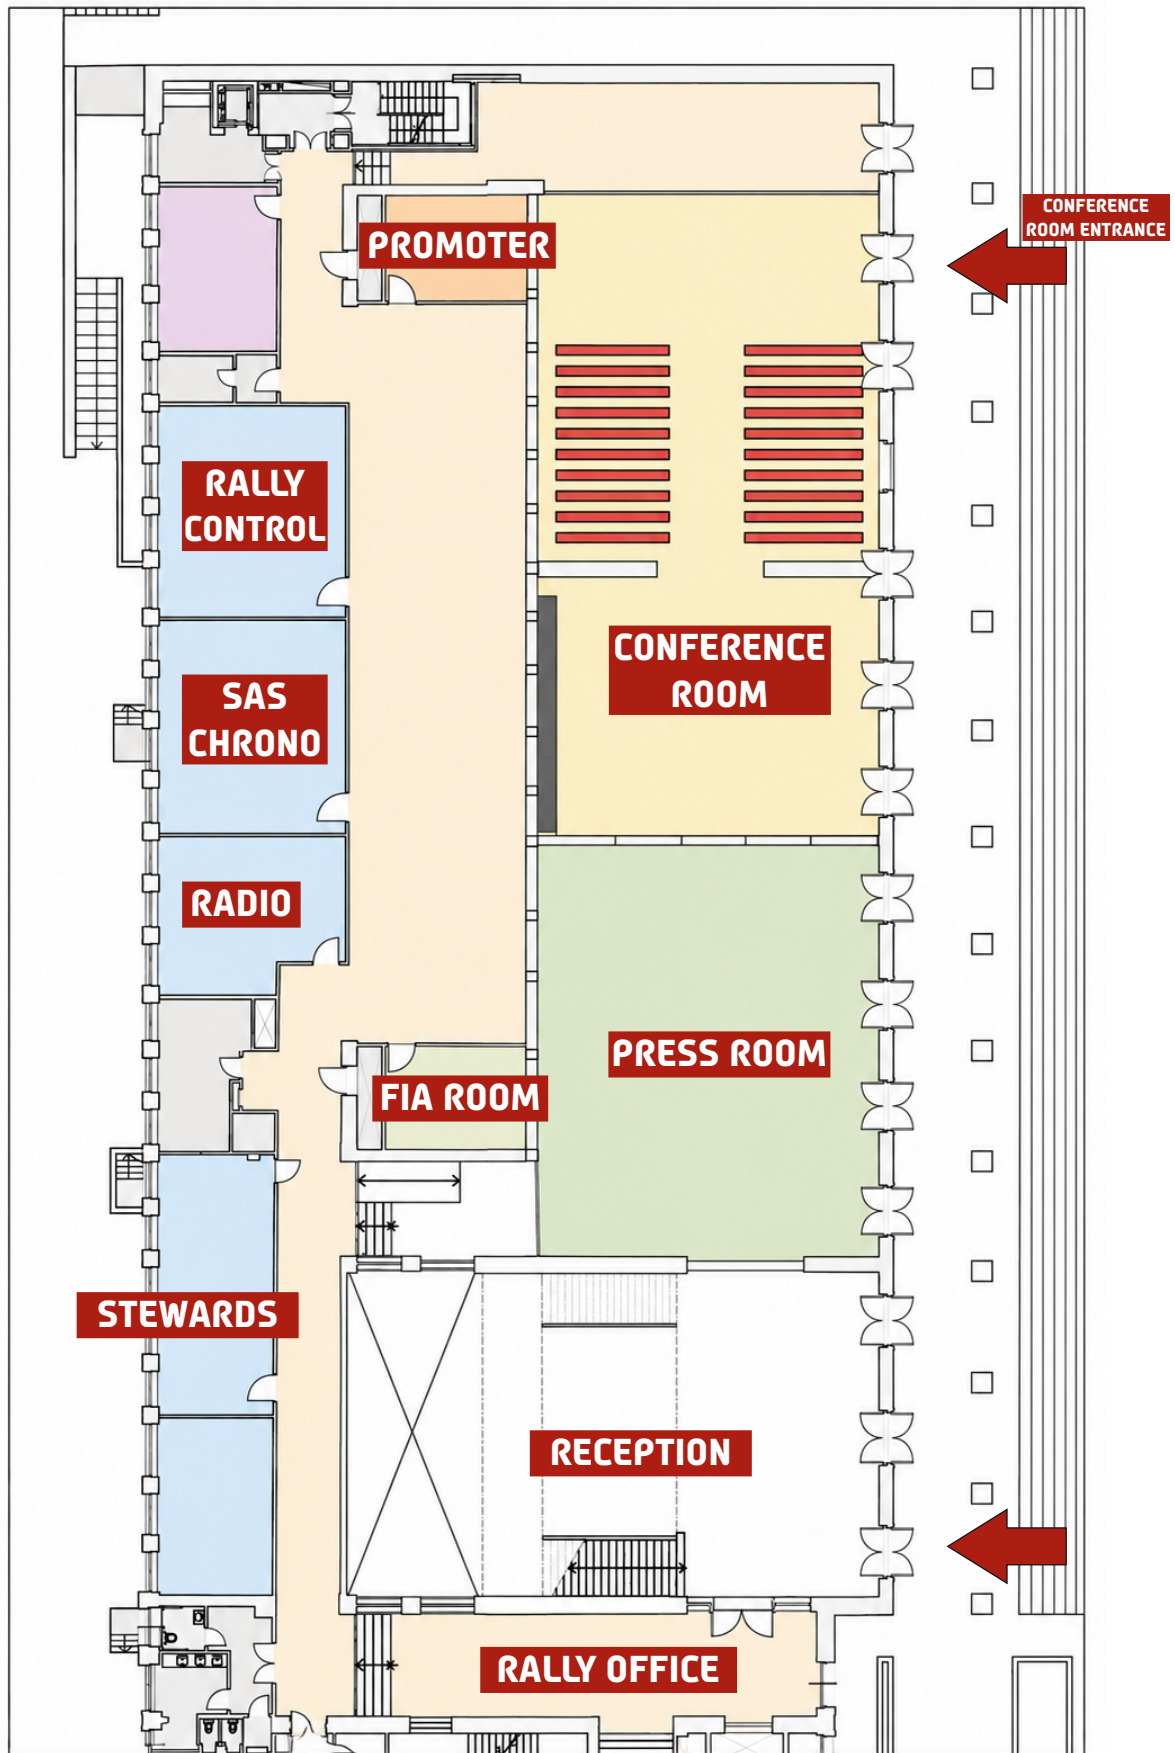 CONFERENCE
ROOM ENTRANCE
PROMOTER
RALLY
CONTROL
CONFERENCE
ROOM
SAS
CHRONO
RADIO
PRESS ROOM
FIA ROOM
STEWARDS
RECEPTION
RALLY OFFICE